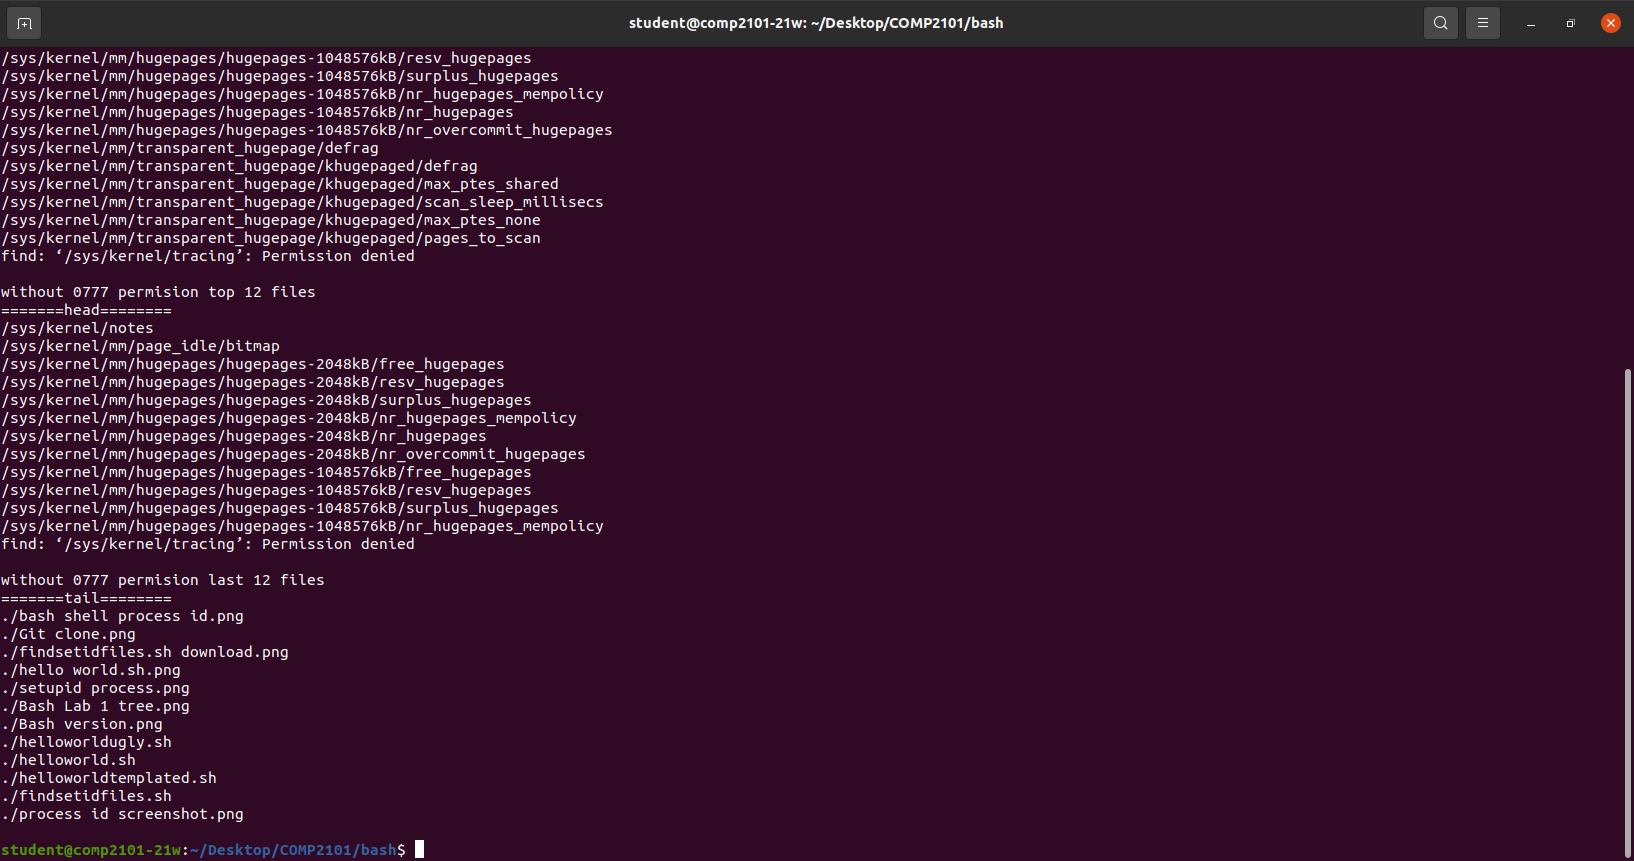 student@comp2101-21w: ~/Desktop/COMP2101/bash
/sys/kernel/mm/hugepages/hugepages-1048576kB/resv_hugepages
/sys/kernel/mm/hugepages/hugepages-1048576kB/surplus_hugepages
/sys/kernel/mm/hugepages/hugepages-1048576kB/nr_hugepages_mempolicy
/sys/kernel/mm/hugepages/hugepages-1048576kB/nr_hugepages
/sys/kernel/mm/hugepages/hugepages-1048576kB/nr_overcommit_hugepages
/sys/kernel/mm/transparent_hugepage/defrag
/sys/kernel/mm/transparent_hugepage/khugepaged/defrag
/sys/kernel/mm/transparent_hugepage/khugepaged/max_ptes_shared
/sys/kernel/mm/transparent_hugepage/khugepaged/scan_sleep_millisecs
/sys/kernel/mm/transparent_hugepage/khugepaged/max_ptes_none
/sys/kernel/mm/transparent_hugepage/khugepaged/pages_to_scan
find: ‘/sys/kernel/tracing’: Permission denied
without 0777 permision top 12 files
=======head========
/sys/kernel/notes
/sys/kernel/mm/page_idle/bitmap
/sys/kernel/mm/hugepages/hugepages-2048kB/free_hugepages
/sys/kernel/mm/hugepages/hugepages-2048kB/resv_hugepages
/sys/kernel/mm/hugepages/hugepages-2048kB/surplus_hugepages
/sys/kernel/mm/hugepages/hugepages-2048kB/nr_hugepages_mempolicy
/sys/kernel/mm/hugepages/hugepages-2048kB/nr_hugepages
/sys/kernel/mm/hugepages/hugepages-2048kB/nr_overcommit_hugepages
/sys/kernel/mm/hugepages/hugepages-1048576kB/free_hugepages
/sys/kernel/mm/hugepages/hugepages-1048576kB/resv_hugepages
/sys/kernel/mm/hugepages/hugepages-1048576kB/surplus_hugepages
/sys/kernel/mm/hugepages/hugepages-1048576kB/nr_hugepages_mempolicy
find: ‘/sys/kernel/tracing’: Permission denied
without 0777 permision last 12 files
=======tail========
./bash shell process id.png
./Git clone.png
./findsetidfiles.sh download.png
./hello world.sh.png
./setupid process.png
./Bash Lab 1 tree.png
./Bash version.png
./helloworldugly.sh
./helloworld.sh
./helloworldtemplated.sh
./findsetidfiles.sh
./process id screenshot.png
student@comp2101-21w:~/Desktop/COMP2101/bash$